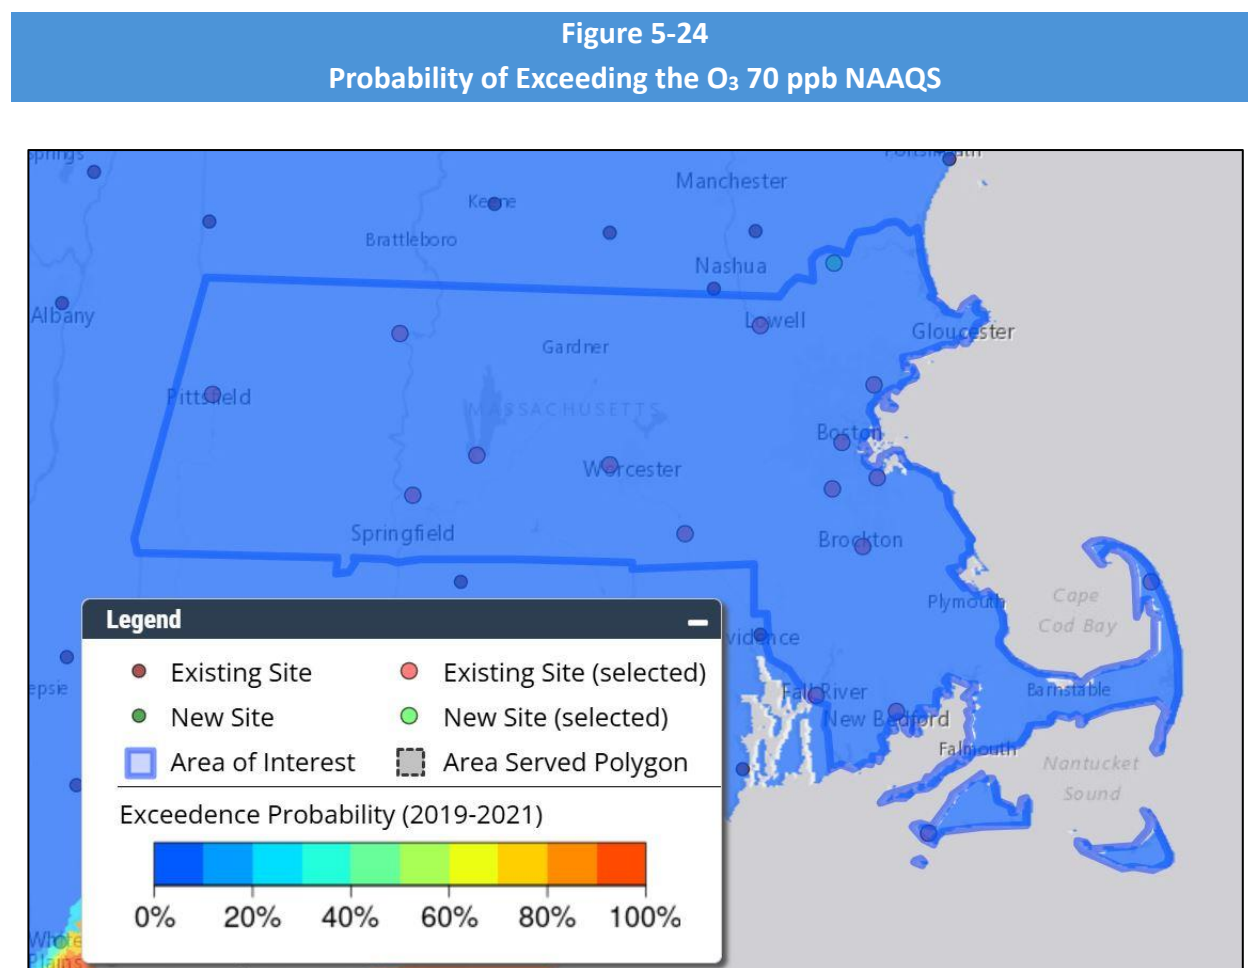 Figure 5-24
Probability of Exceeding the O₃ 70 ppb NAAQS
Manchester
Keene
Brattleboro
Nashua
Albany
Lowell
Gloucester
Gardner
Pittsfield
MASSACHUSETTS
Boston
Worcester
Springfield
Brockton
Plymouth
Cape
Cod Bay
Fall River
Barnstable
New Bedford
Falmouth
Nantucket
Sound
White
Plains
Legend
Existing Site
Existing Site (selected)
New Site
New Site (selected)
Area of Interest
Area Served Polygon
Exceedence Probability (2019-2021)
0%
20%
40%
60%
80%
100%